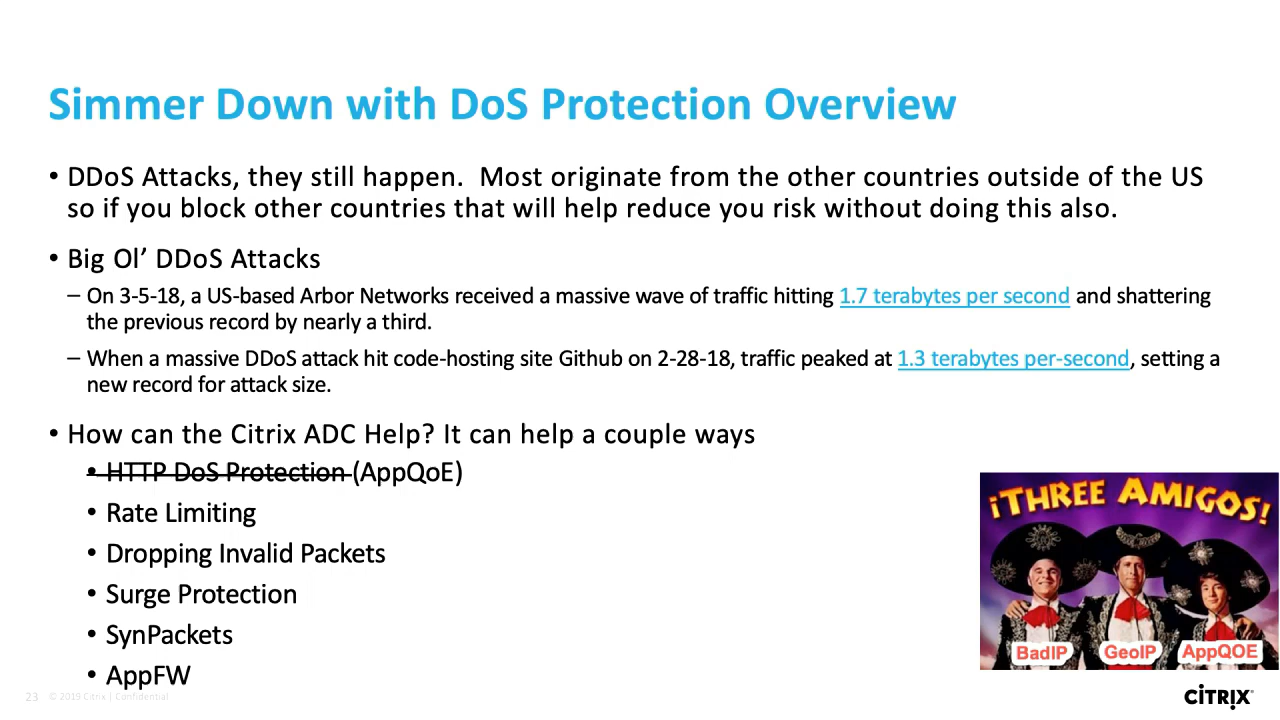 Simmer Down with DoS Protection Overview
• DDoS Attacks, they still happen.  Most originate from the other countries outside of the US
so if you block other countries that will help reduce you risk without doing this also.
• Big Ol’ DDoS Attacks
– On 3-5-18, a US-based Arbor Networks received a massive wave of traffic hitting 1.7 terabytes per second and shattering
the previous record by nearly a third.
– When a massive DDoS attack hit code-hosting site Github on 2-28-18, traffic peaked at 1.3 terabytes per-second, setting a
new record for attack size.
• How can the Citrix ADC Help? It can help a couple ways
• HTTP DoS Protection (AppQoE)
• Rate Limiting
• Dropping Invalid Packets
• Surge Protection
• SynPackets
• AppFW
¡THREE AMIGOS!
BadIP GeoIP AppQOE
23 © 2019 Citrix | Confidential
CİTRIX